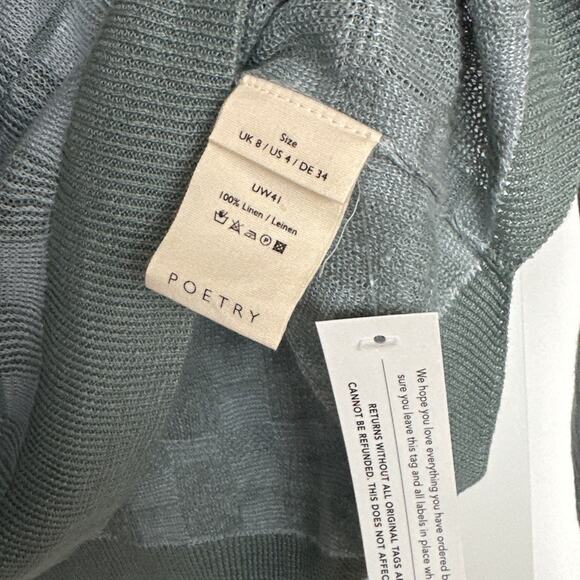 Size
UK 8 / US 4 / DE 34
UW41
100% Linen / Leinen
POETRY
We hope you love everything you have ordered
sure you leave this tag and all labels in place
RETURNS WITHOUT ALL ORIGINAL TAGS
CANNOT BE REFUNDED. THIS DOES NOT AFFECT